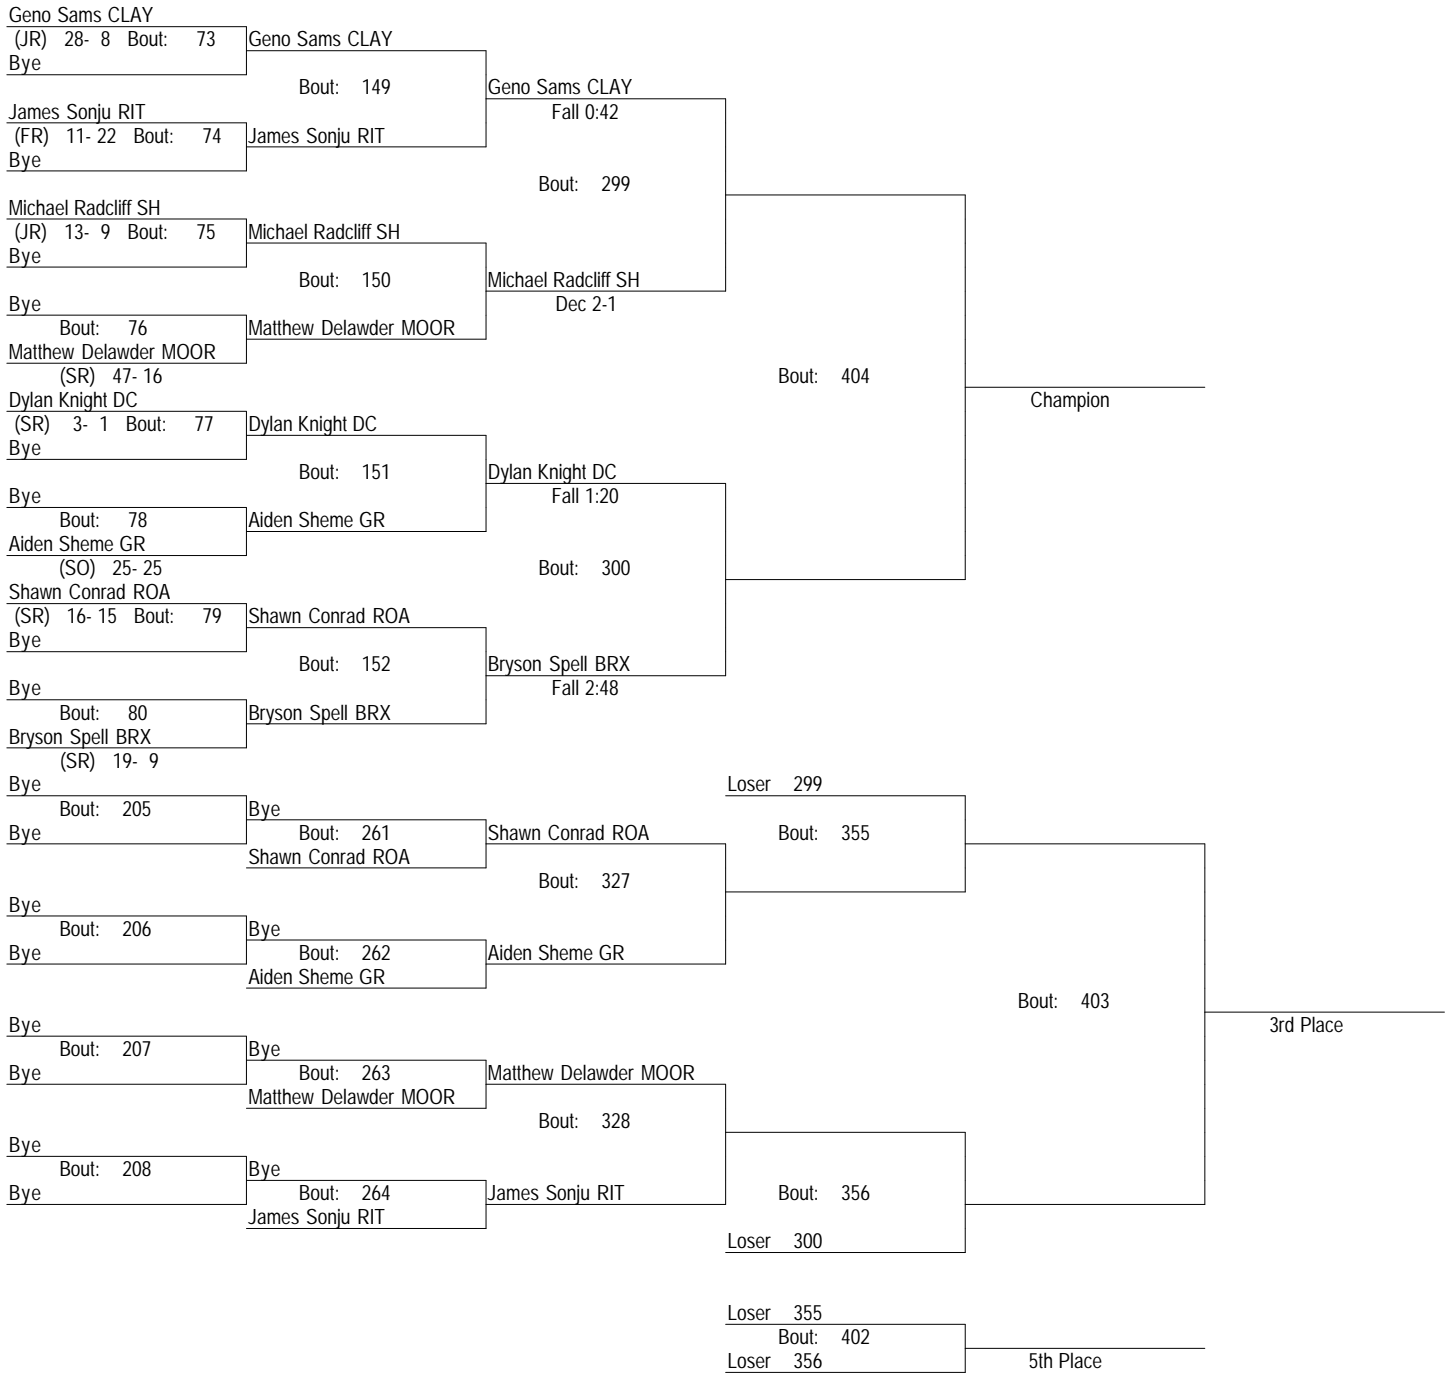 Geno Sams CLAY
(JR) 28- 8 Bout: 73 Geno Sams CLAY
Bye
Bout: 149 Geno Sams CLAY
James Sonju RIT Fall 0:42
(FR) 11- 22 Bout: 74 James Sonju RIT
Bye
Bout: 299
Michael Radcliff SH
(JR) 13- 9 Bout: 75 Michael Radcliff SH
Bye
Bout: 150 Michael Radcliff SH
Bye Dec 2-1
Bout: 76 Matthew Delawder MOOR
Matthew Delawder MOOR
(SR) 47- 16 Bout: 404
Dylan Knight DC Champion
(SR) 3- 1 Bout: 77 Dylan Knight DC
Bye
Bout: 151 Dylan Knight DC
Bye Fall 1:20
Bout: 78 Aiden Sheme GR
Aiden Sheme GR
(SO) 25- 25 Bout: 300
Shawn Conrad ROA
(SR) 16- 15 Bout: 79 Shawn Conrad ROA
Bye
Bout: 152 Bryson Spell BRX
Bye Fall 2:48
Bout: 80 Bryson Spell BRX
Bryson Spell BRX
(SR) 19- 9
Bye Loser 299
Bout: 205 Bye
Bye Bout: 261 Shawn Conrad ROA Bout: 355
Shawn Conrad ROA
Bout: 327
Bye
Bout: 206 Bye
Bye Bout: 262 Aiden Sheme GR
Aiden Sheme GR
Bout: 403
Bye 3rd Place
Bout: 207 Bye
Bye Bout: 263 Matthew Delawder MOOR
Matthew Delawder MOOR
Bout: 328
Bye
Bout: 208 Bye
Bye Bout: 264 James Sonju RIT Bout: 356
James Sonju RIT
Loser 300
Loser 355
Bout: 402
Loser 356 5th Place